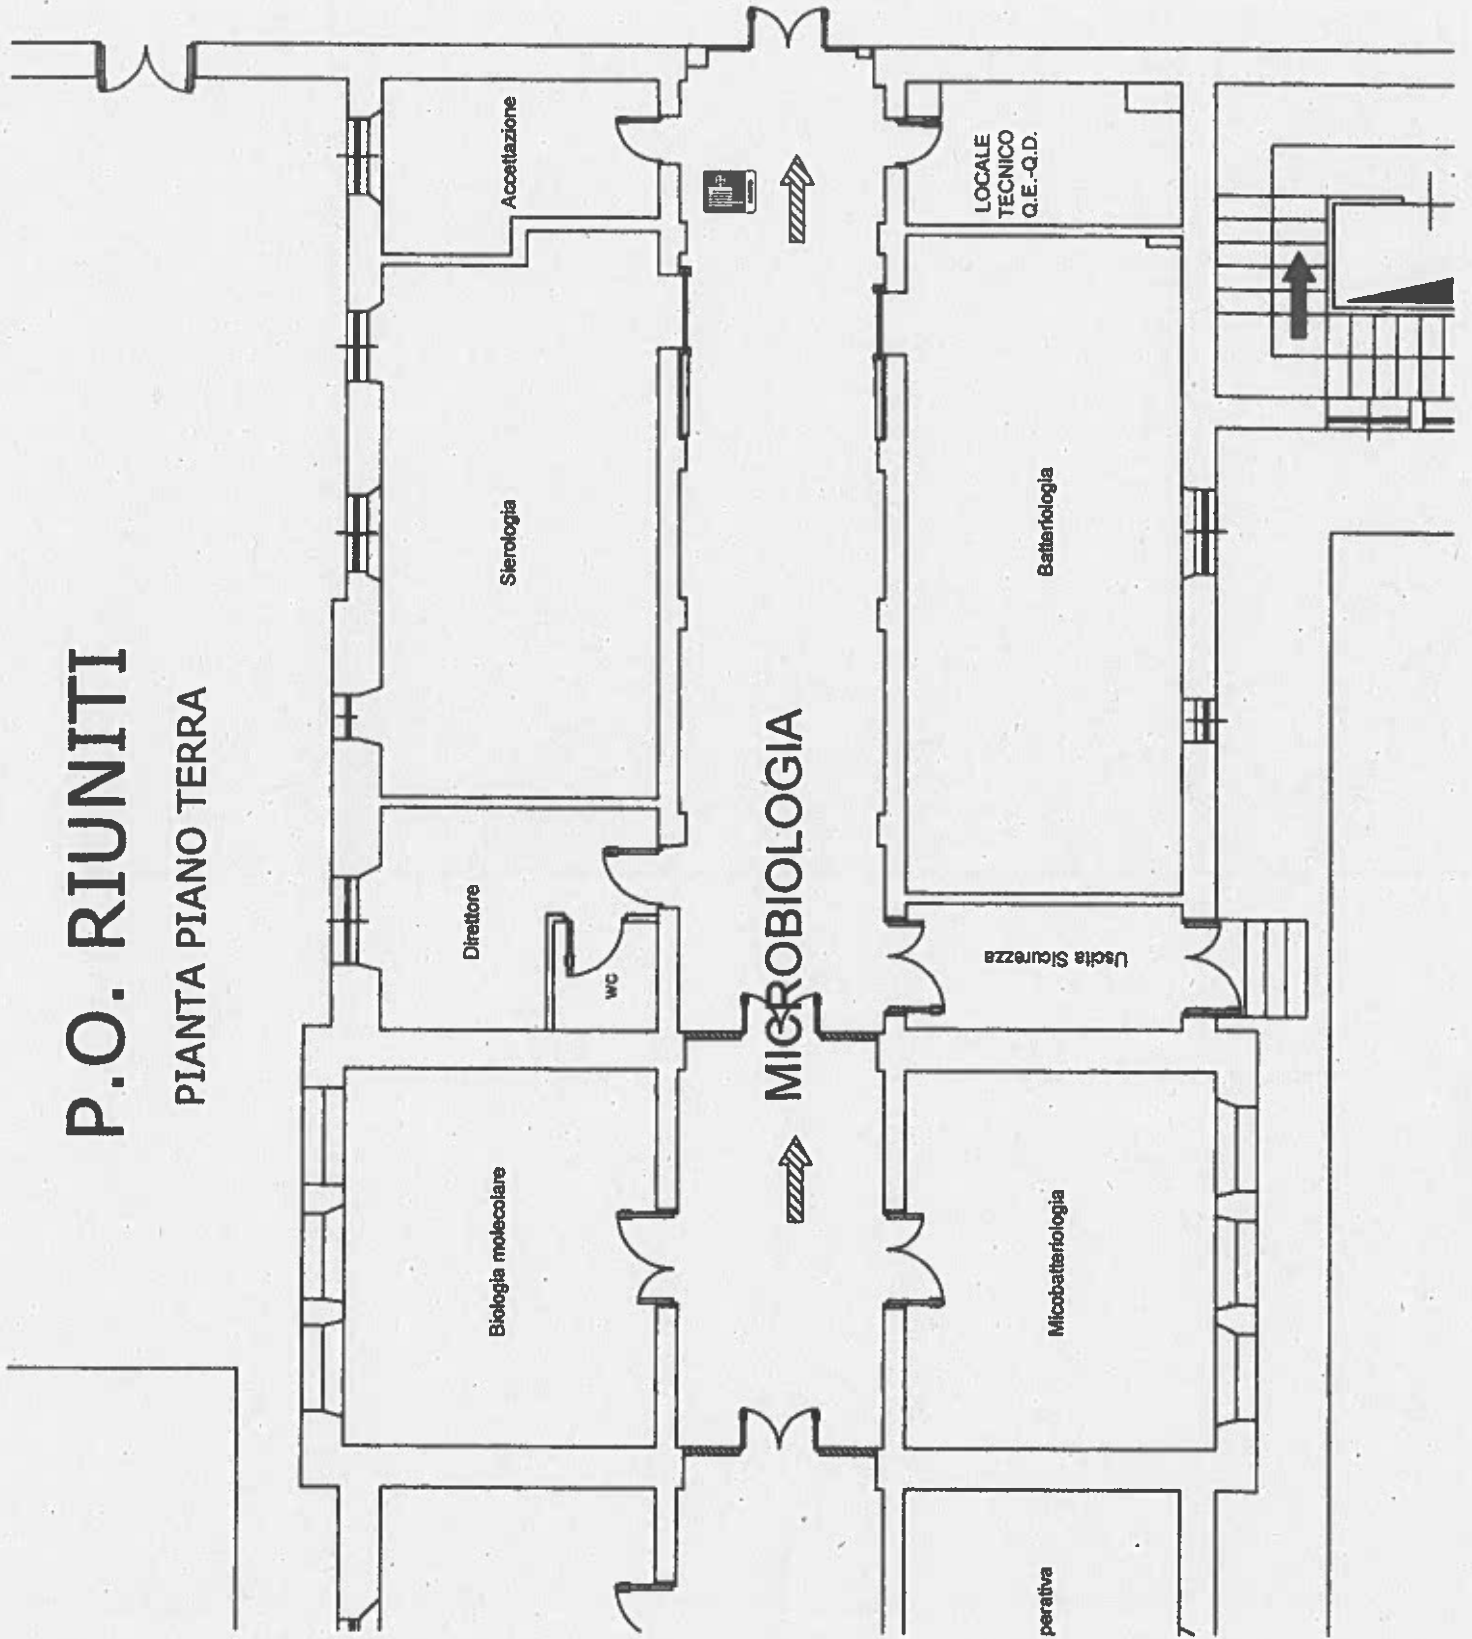 P.O. RIUNITI
PIANTA PIANO TERRA
Accettazione
Sierologia
Direttore
wc
Biologia molecolare
MICROBIOLOGIA
LOCALE
TECNICO
Q.E.-Q.D.
Batteriologia
Uscita Sicurezza
Micobatteriologia
perativa